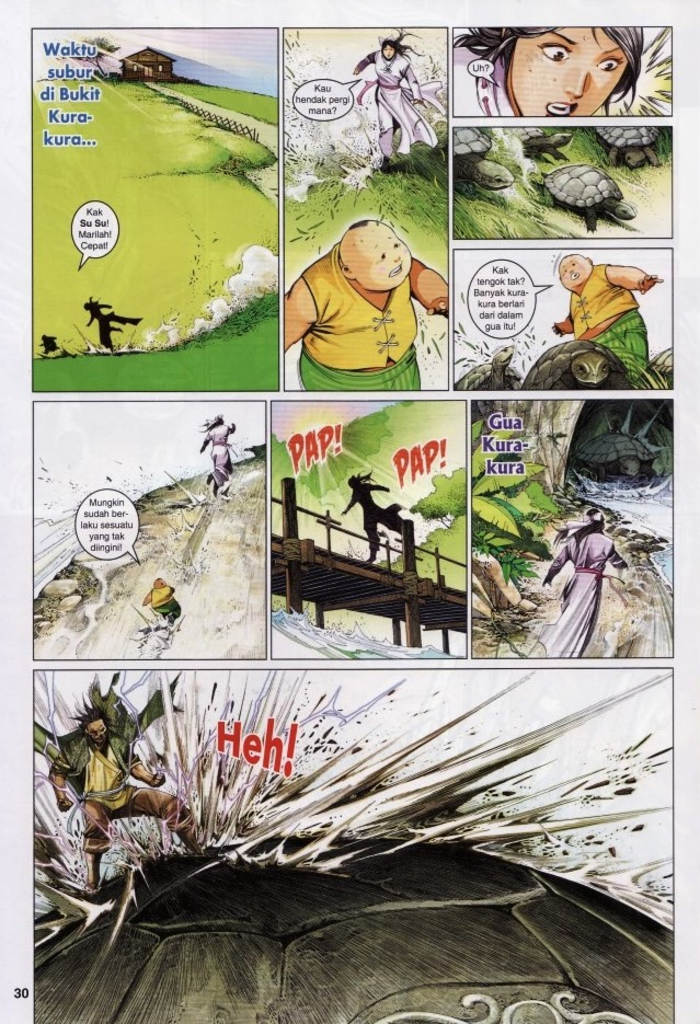 Waktu
subur
di Bukit
Kura-
kura...
Kak
Su Su!
Marilah!
Cepat!
Kau
hendak pergi
mana?
Uh?
Kak
tengok tak?
Banyak kura-
kura berlari
dari dalam
gua itu!
Mungkin
sudah ber-
laku sesuatu
yang tak
diingini!
PAP!
PAP!
Gua
Kura-
kura
Heh!
30